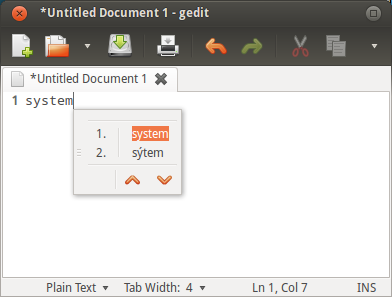 *Untitled Document 1 - gedit
*Untitled Document 1
1 system
1. system
2. sýtem
Plain Text Tab Width: 4 Ln 1, Col 7 INS